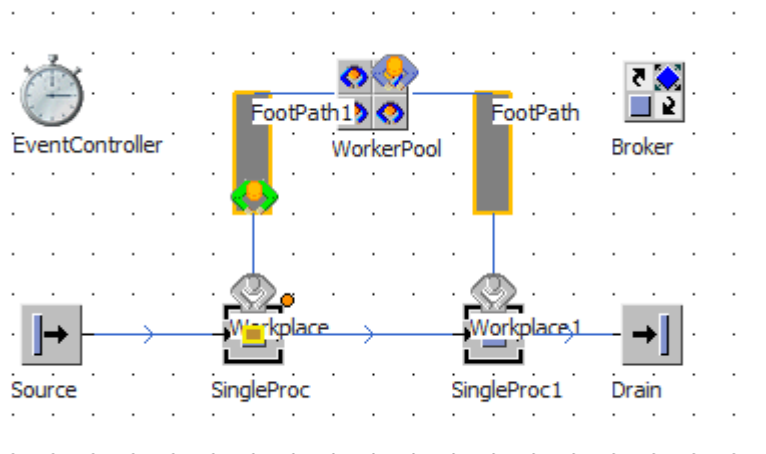 FootPath1
FootPath
EventController
WorkerPool
Broker
Workplace
Workplace1
Source
SingleProc
SingleProc1
Drain